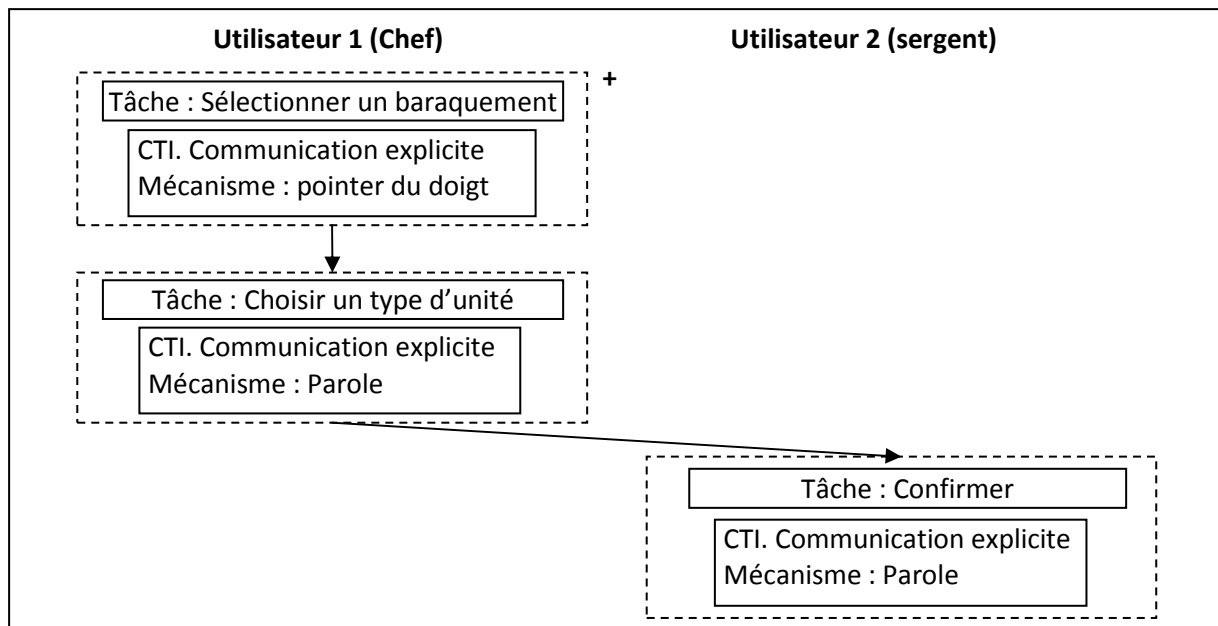 Utilisateur 1 (Chef)
Utilisateur 2 (sergent)
+
Tâche : Sélectionner un baraquement
CTI. Communication explicite
Mécanisme : pointer du doigt
Tâche : Choisir un type d’unité
CTI. Communication explicite
Mécanisme : Parole
Tâche : Confirmer
CTI. Communication explicite
Mécanisme : Parole